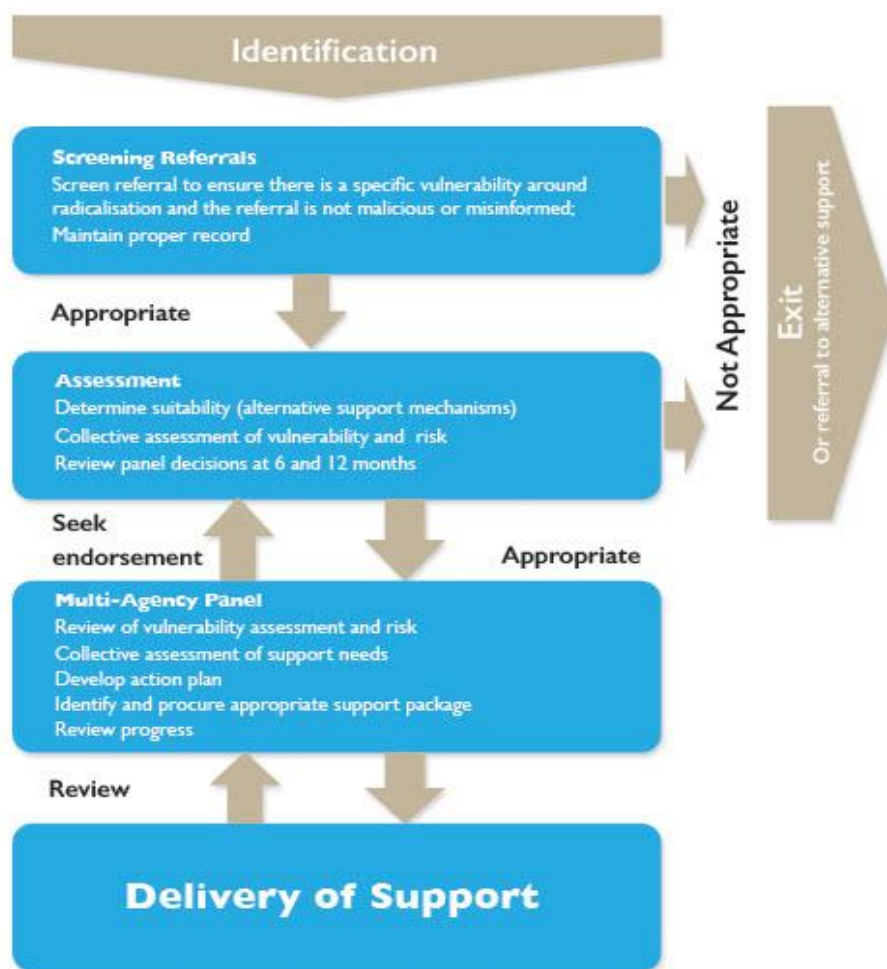 Identification
Screening Referrals
Screen referral to ensure there is a specific vulnerability around
radicalisation and the referral is not malicious or misinformed;
Maintain proper record
Not Appropriate
Exit
Or referral to alternative support
Appropriate
Assessment
Determine suitability (alternative support mechanisms)
Collective assessment of vulnerability and risk
Review panel decisions at 6 and 12 months
Seek
endorsement
Appropriate
Multi-Agency Panel
Review of vulnerability assessment and risk
Collective assessment of support needs
Develop action plan
Identify and procure appropriate support package
Review progress
Review
Delivery of Support